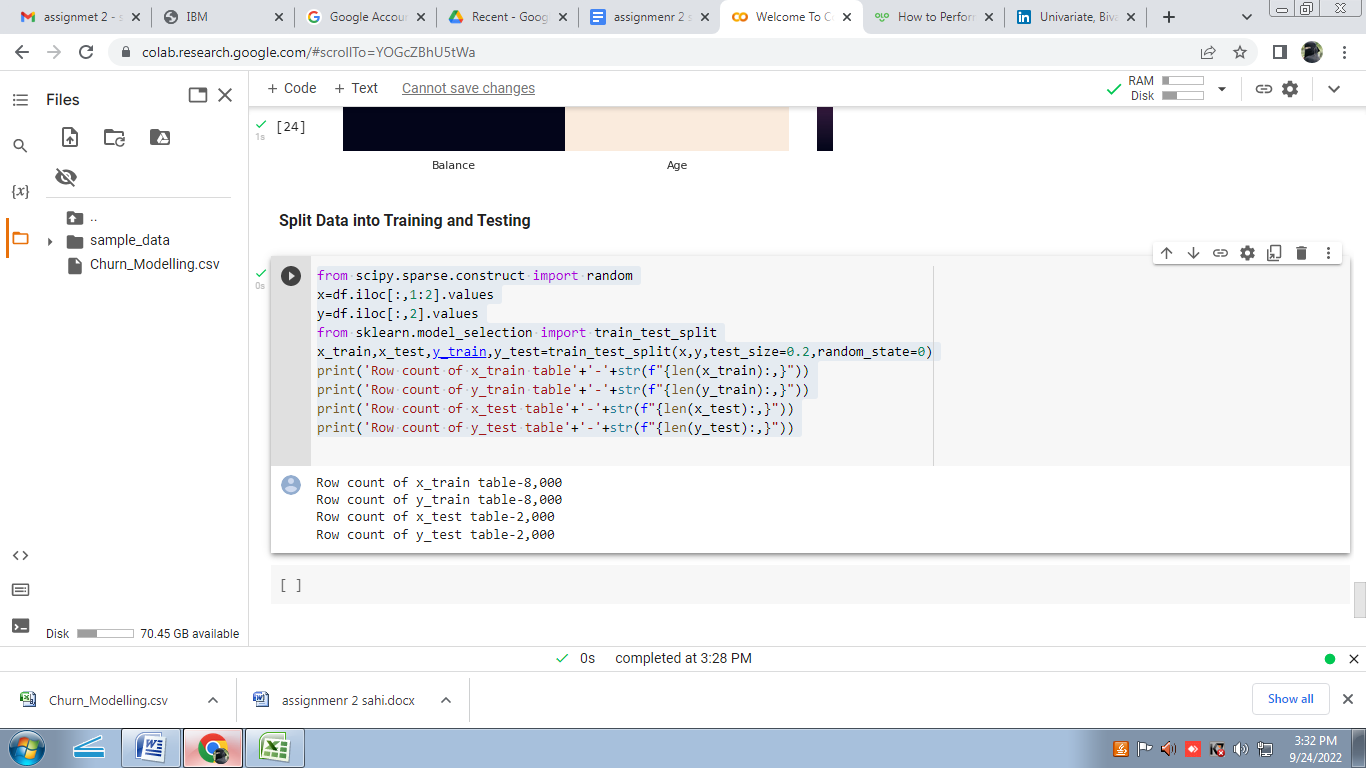 assignmet 2 - s
IBM
Google Accou
Recent - Goog
assignmenr 2 s
Welcome To C
How to Perfor
Univariate, Biva
colab.research.google.com/#scrollTo=YOGcZBhU5tWa
Files
+ Code + Text Cannot save changes
RAM
Disk
{x}
..
sample_data
Churn_Modelling.csv
1s
[24]
Balance Age
Split Data into Training and Testing
0s
from scipy.sparse.construct import random
x=df.iloc[:,1:2].values
y=df.iloc[:,2].values
from sklearn.model_selection import train_test_split
x_train,x_test,y_train,y_test=train_test_split(x,y,test_size=0.2,random_state=0)
print('Row count of x_train table'+'-'+str(f"{len(x_train):,}"))
print('Row count of y_train table'+'-'+str(f"{len(y_train):,}"))
print('Row count of x_test table'+'-'+str(f"{len(x_test):,}"))
print('Row count of y_test table'+'-'+str(f"{len(y_test):,}"))
Row count of x_train table-8,000
Row count of y_train table-8,000
Row count of x_test table-2,000
Row count of y_test table-2,000
[ ]
Disk 70.45 GB available
0s completed at 3:28 PM
Churn_Modelling.csv
assignmenr 2 sahi.docx
Show all
3:32 PM
9/24/2022